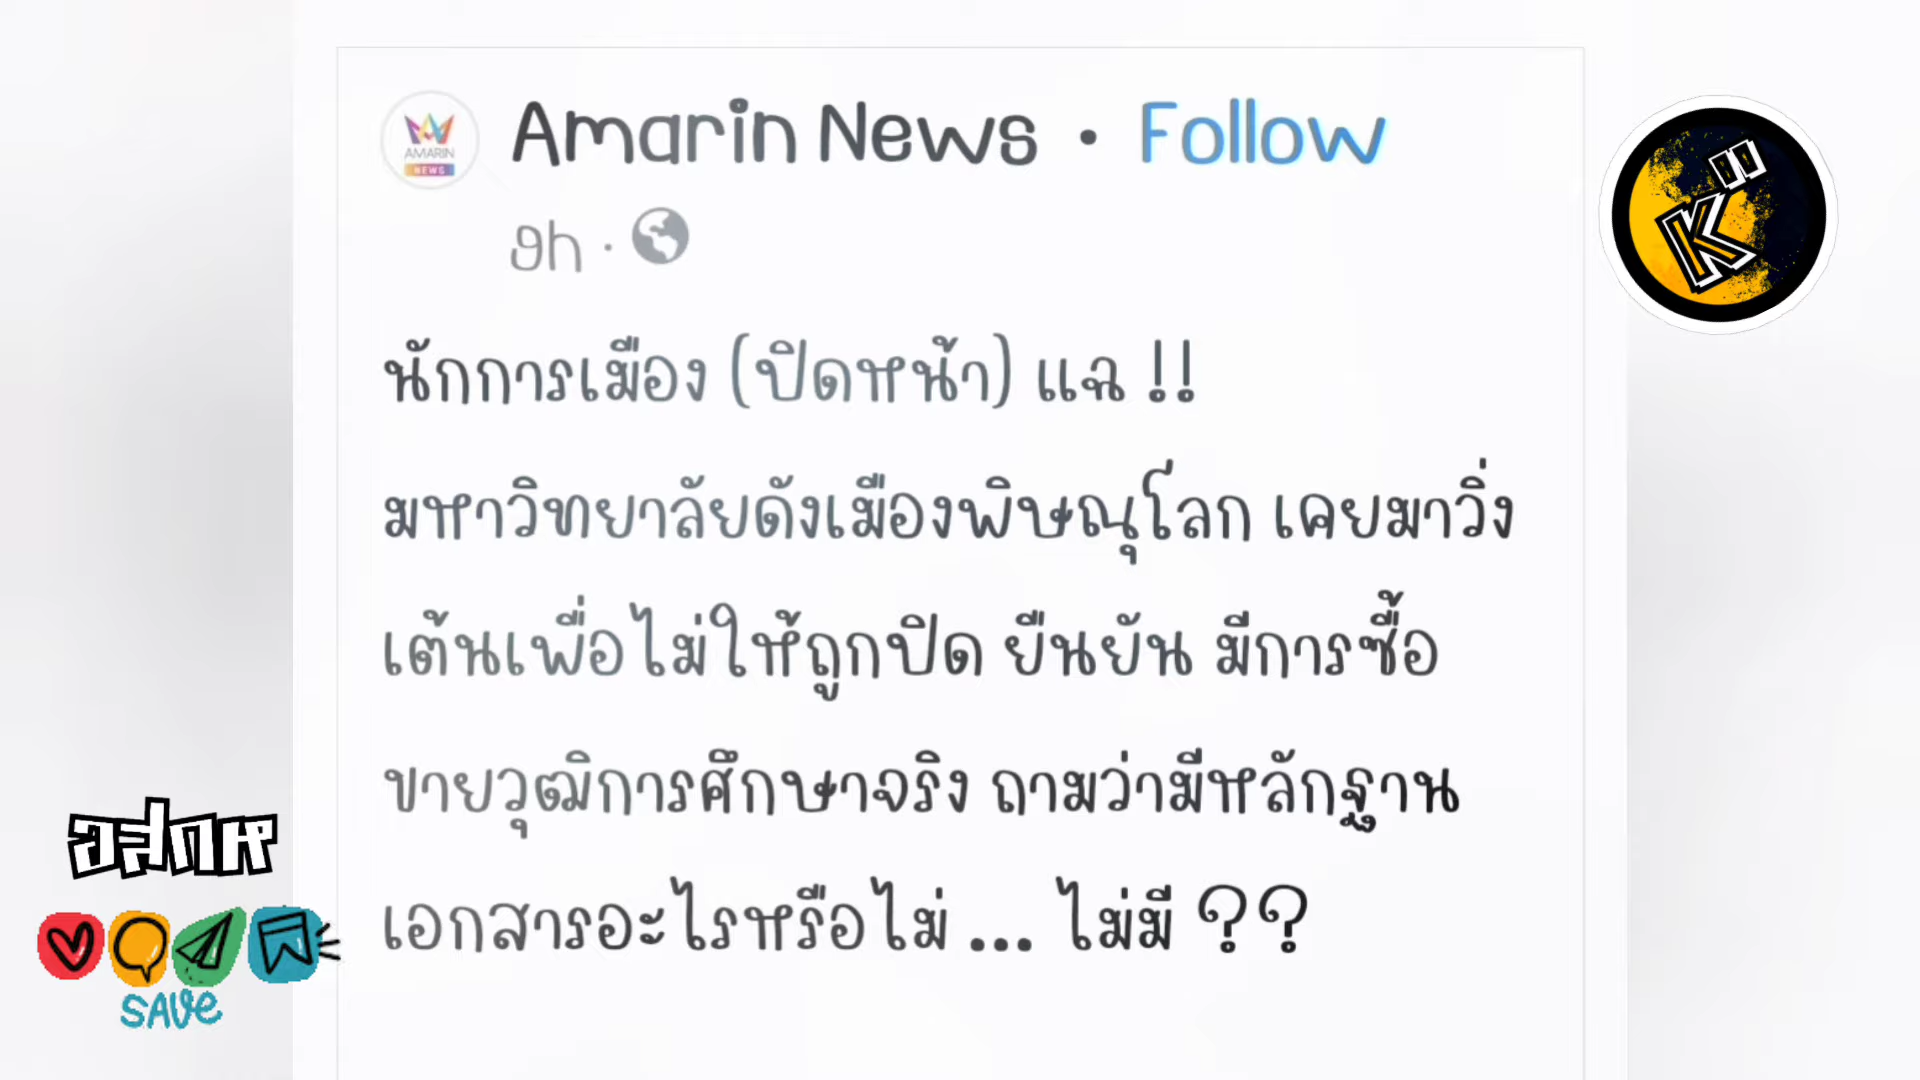 AMARIN
NEWS
Amarin News · Follow
9h ·
K"
นักการเมือง (ปิดหน้า) แฉ !!
มหาวิทยาลัยดังเมืองพิษณุโลก เคยมาวิ่ง
เต้นเพื่อไม่ให้ถูกปิด ยืนยัน มีการซื้อ
ขายวุฒิการศึกษาจริง ถามว่ามีหลักฐาน
เอกสารอะไรหรือไม่ ... ไม่มี ??
อสกห
SAVE